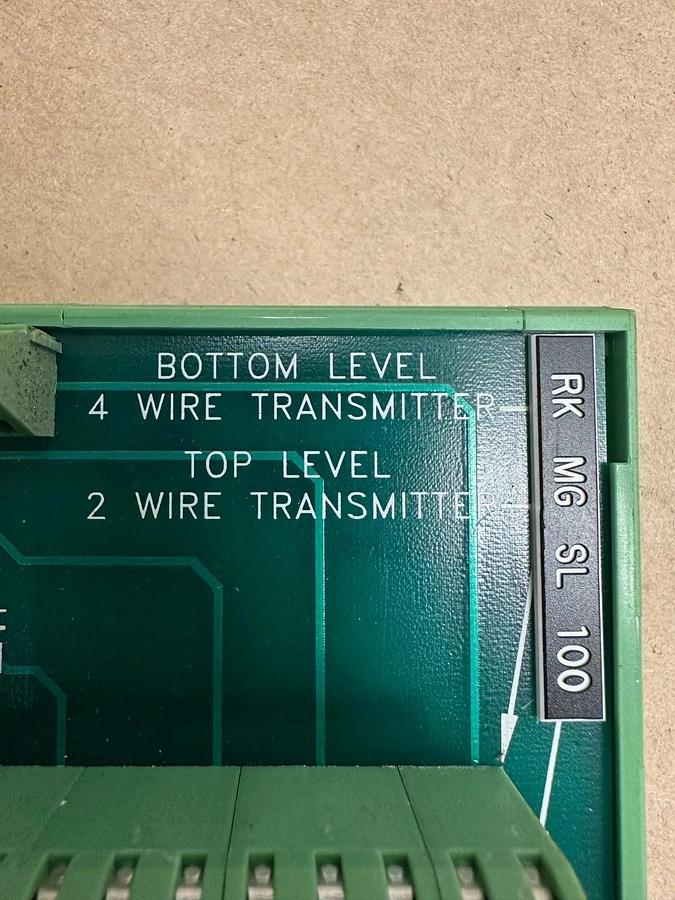 BOTTOM LEVEL
4 WIRE TRANSMITTER
TOP LEVEL
2 WIRE TRANSMITTER
RK MG SL 100